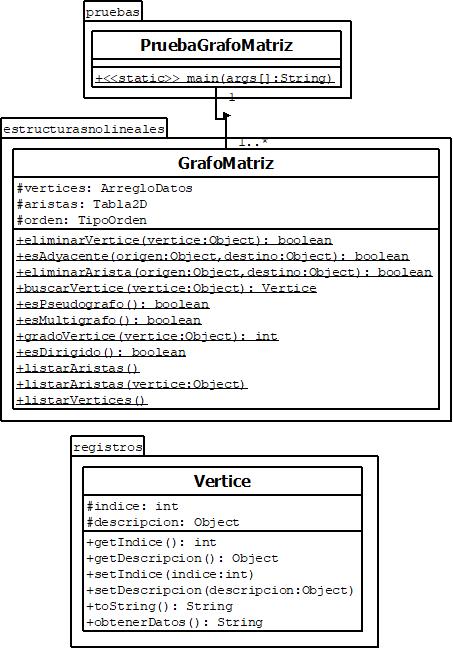 pruebas
PruebaGrafoMatriz
+<<static>> main(args[]:String)
1
1..*
estructurasnolineales
GrafoMatriz
#vertices: ArregloDatos
#aristas: Tabla2D
#orden: TipoOrden
+eliminarVertice(vertice:Object): boolean
+esAdyacente(origen:Object,destino:Object): boolean
+eliminarArista(origen:Object,destino:Object): boolean
+buscarVertice(vertice:Object): Vertice
+esPseudografo(): boolean
+esMultigrafo(): boolean
+gradoVertice(vertice:Object): int
+esDirigido(): boolean
+listarAristas()
+listarAristas(vertice:Object)
+listarVertices()
registros
Vertice
#indice: int
#descripcion: Object
+getIndice(): int
+getDescripcion(): Object
+setIndice(indice:int)
+setDescripcion(descripcion:Object)
+toString(): String
+obtenerDatos(): String